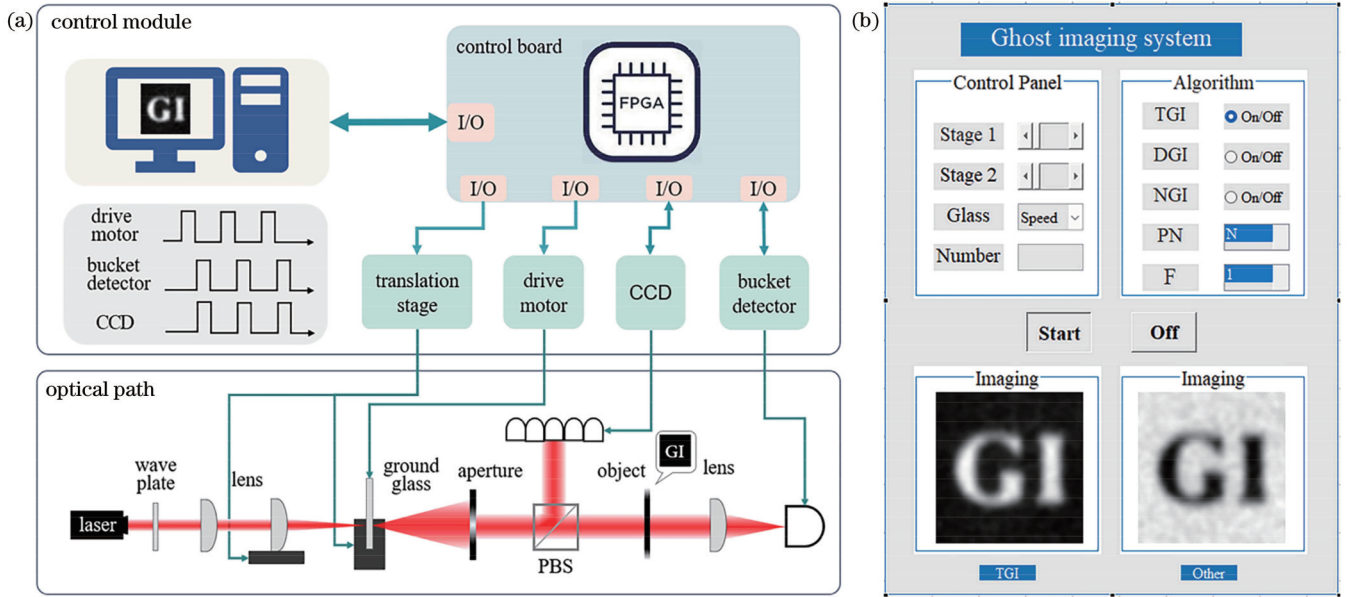 (a)
control module
GI
control board
FPGA
I/O
I/O
I/O
I/O
I/O
drive
motor
bucket
detector
CCD
translation
stage
drive
motor
CCD
bucket
detector
optical path
laser
wave
plate
lens
ground
glass
aperture
PBS
object
GI
lens
(b)
Ghost imaging system
Control Panel
Stage 1
Stage 2
Glass
Speed
Number
Algorithm
TGI
On/Off
DGI
On/Off
NGI
On/Off
PN
N
F
1
Start
Off
Imaging
GI
TGI
Imaging
GI
Other